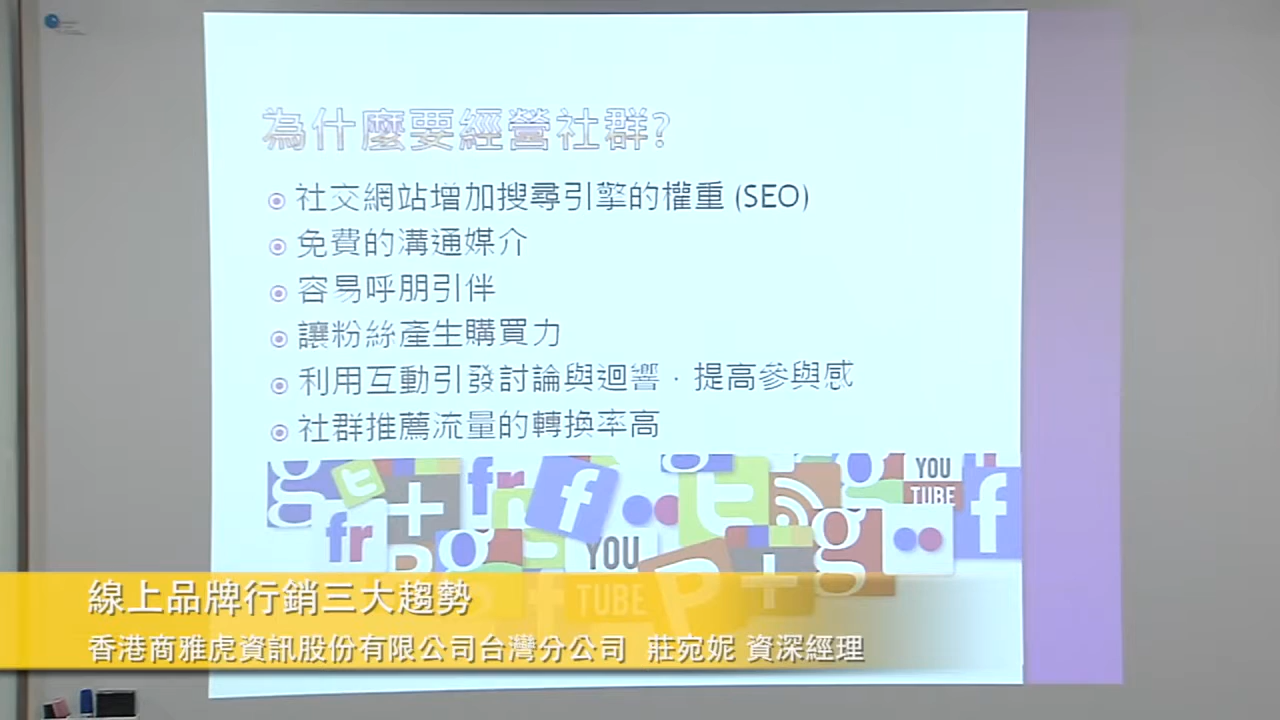 為什麼要經營社群?
社交網站增加搜尋引擎的權重 (SEO)
免費的溝通媒介
容易呼朋引伴
讓粉絲產生購買力
利用互動引發討論與迴響．提高參與感
社群推薦流量的轉換率高
g t fr f t g YOU TUBE f
fr + g YOU TUBE f P + g
線上品牌行銷三大趨勢
香港商雅虎資訊股份有限公司台灣分公司 莊宛妮 資深經理